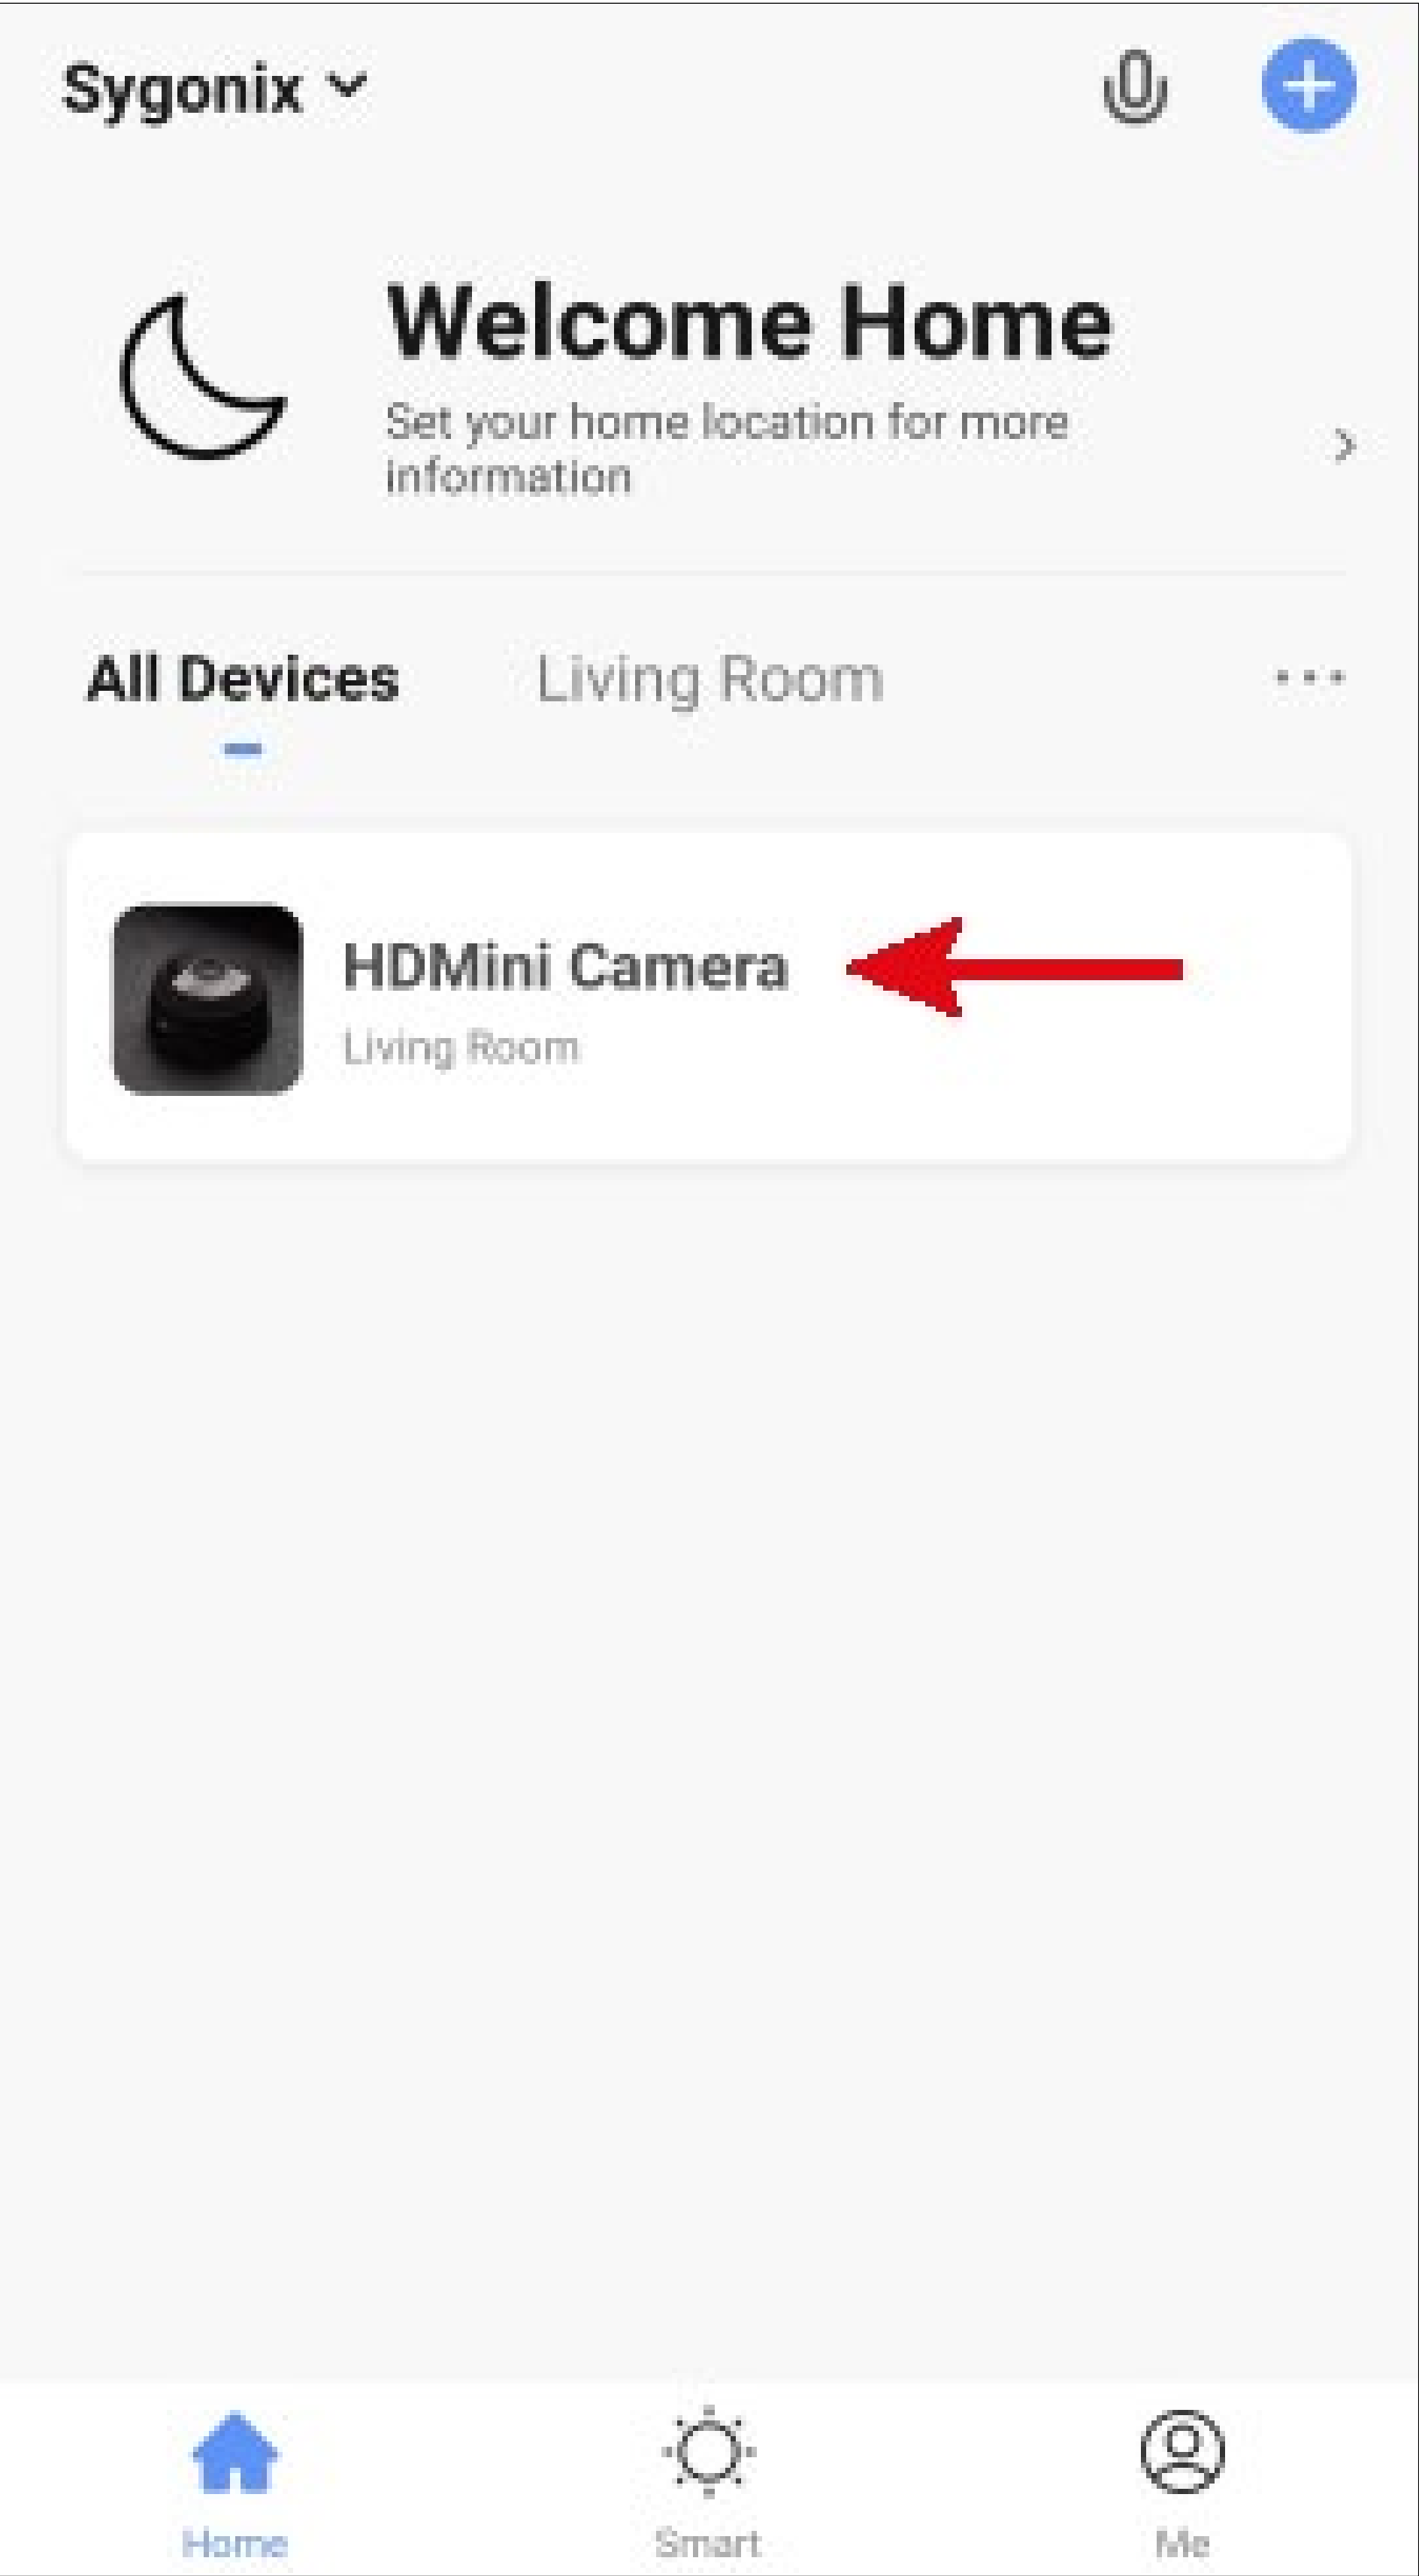 Sygonix
Welcome Home
Set your home location for more
information
All Devices
Living Room
HDMini Camera
Living Room
Home
Smart
Me